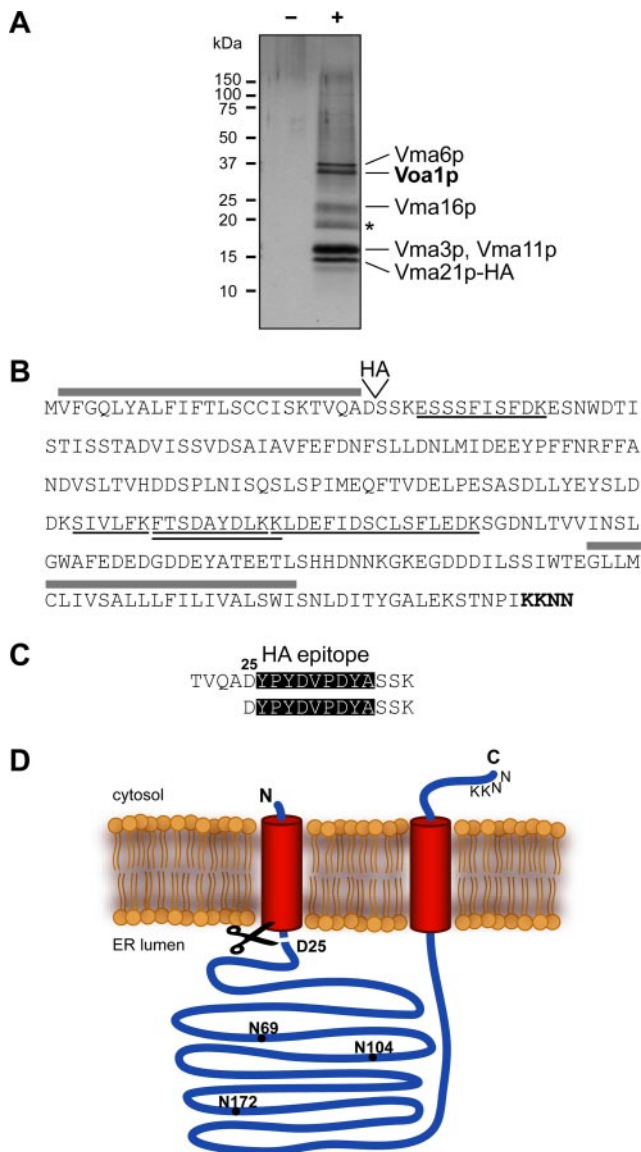 A
− +
kDa
150
100
75
50
37
25
20
15
10
Vma6p
Voa1p
Vma16p
*
Vma3p, Vma11p
Vma21p-HA
B
HA
MVFGQLYALFIFTLSCCISKTVQADSSKESSSFISFDKESNWDTI
STISSTADVISSVDSAIAVFEFDNFSLLDNLMIDEEYPFFNRFFA
NDVSLTVHDDSPLNISQSLSPIMEQFTVDELPESASDLLYEYSLD
DKSIVLFKFTSDAYDLKKLDEFIDSCLSFLEDKSGDNLTVVINSL
GWAFEDEDGDDEYATEETLSHHDNNKGKEGDDDILSSIWTEGLLM
CLIVSALLLFILIVALSWISNLDITYGALEKSTNPIKKNN
C
HA epitope
25
TVQADYPYDVPDYASSK
DYPYDVPDYASSK
D
cytosol
N
C
KKNN
ER lumen
D25
N69
N104
N172